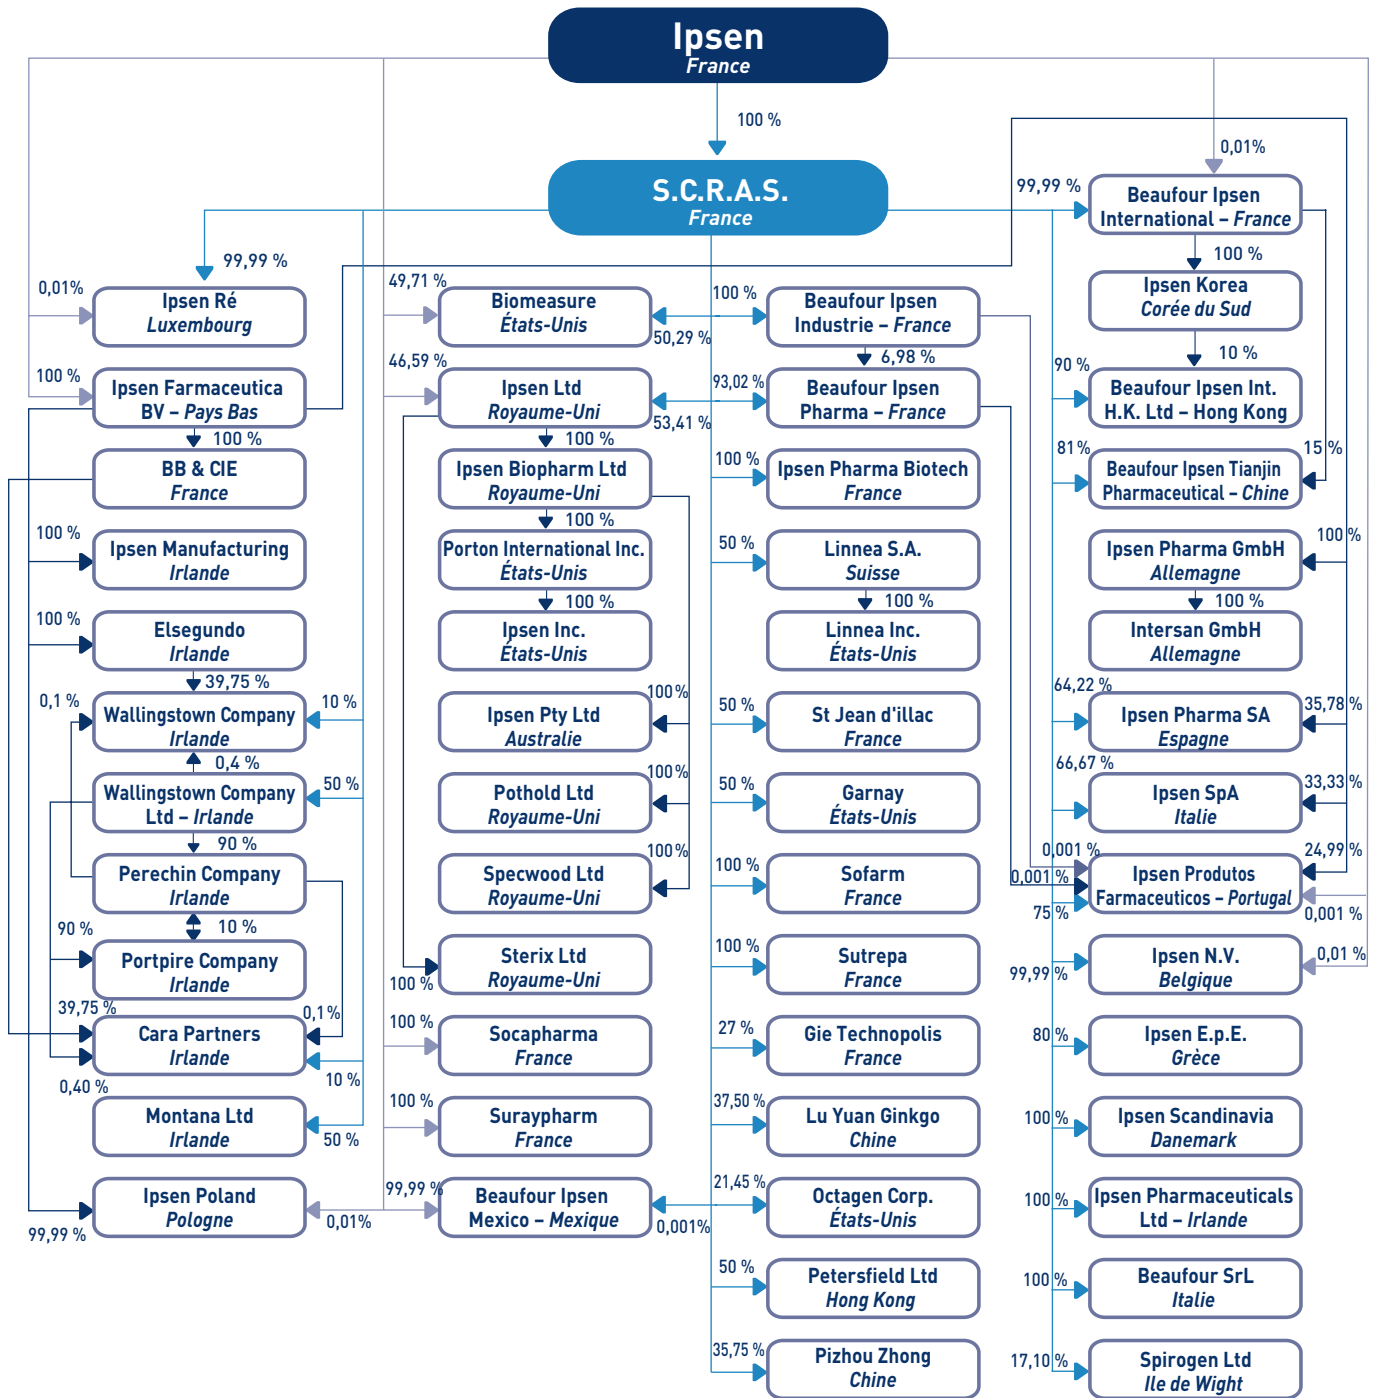 Ipsen
France
100 %
0,01%
S.C.R.A.S.
France
99,99 %
Beaufour Ipsen
International – France
99,99 %
100 %
0,01%
Ipsen Ré
Luxembourg
49,71 %
Biomeasure
États-Unis
50,29 %
100 %
Beaufour Ipsen
Industrie – France
Ipsen Korea
Corée du Sud
6,98 %
10 %
100 %
Ipsen Farmaceutica
BV – Pays Bas
46,59 %
Ipsen Ltd
Royaume-Uni
53,41 %
93,02 %
Beaufour Ipsen
Pharma – France
90 %
Beaufour Ipsen Int.
H.K. Ltd – Hong Kong
100 %
100 %
BB & CIE
France
Ipsen Biopharm Ltd
Royaume-Uni
100 %
Ipsen Pharma Biotech
France
81%
Beaufour Ipsen Tianjin
Pharmaceutical – Chine
15 %
100 %
100 %
Ipsen Manufacturing
Irlande
Porton International Inc.
États-Unis
50 %
Linnea S.A.
Suisse
Ipsen Pharma GmbH
Allemagne
100 %
100 %
100 %
100 %
100 %
Elsegundo
Irlande
Ipsen Inc.
États-Unis
Linnea Inc.
États-Unis
Intersan GmbH
Allemagne
39,75 %
0,1 %
Wallingstown Company
Irlande
10 %
Ipsen Pty Ltd
Australie
100 %
50 %
St Jean d'illac
France
64,22 %
Ipsen Pharma SA
Espagne
35,78 %
0,4 %
Wallingstown Company
Ltd – Irlande
50 %
Pothold Ltd
Royaume-Uni
100 %
50 %
Garnay
États-Unis
66,67 %
Ipsen SpA
Italie
33,33 %
90 %
Perechin Company
Irlande
Specwood Ltd
Royaume-Uni
100 %
100 %
Sofarm
France
0,001 %
0,001 %
75 %
Ipsen Produtos
Farmaceuticos – Portugal
24,99 %
0,001 %
10 %
90 %
Portpire Company
Irlande
100 %
Sterix Ltd
Royaume-Uni
100 %
Sutrepa
France
99,99 %
Ipsen N.V.
Belgique
0,01 %
39,75 %
0,40 %
Cara Partners
Irlande
0,1%
10 %
100 %
Socapharma
France
27 %
Gie Technopolis
France
80 %
Ipsen E.p.E.
Grèce
Montana Ltd
Irlande
50 %
100 %
Suraypharm
France
37,50 %
Lu Yuan Ginkgo
Chine
100 %
Ipsen Scandinavia
Danemark
99,99 %
Ipsen Poland
Pologne
0,01%
99,99 %
Beaufour Ipsen
Mexico – Mexique
0,001%
21,45 %
Octagen Corp.
États-Unis
100 %
Ipsen Pharmaceuticals
Ltd – Irlande
50 %
Petersfield Ltd
Hong Kong
100 %
Beaufour SrL
Italie
35,75 %
Pizhou Zhong
Chine
17,10 %
Spirogen Ltd
Ile de Wight